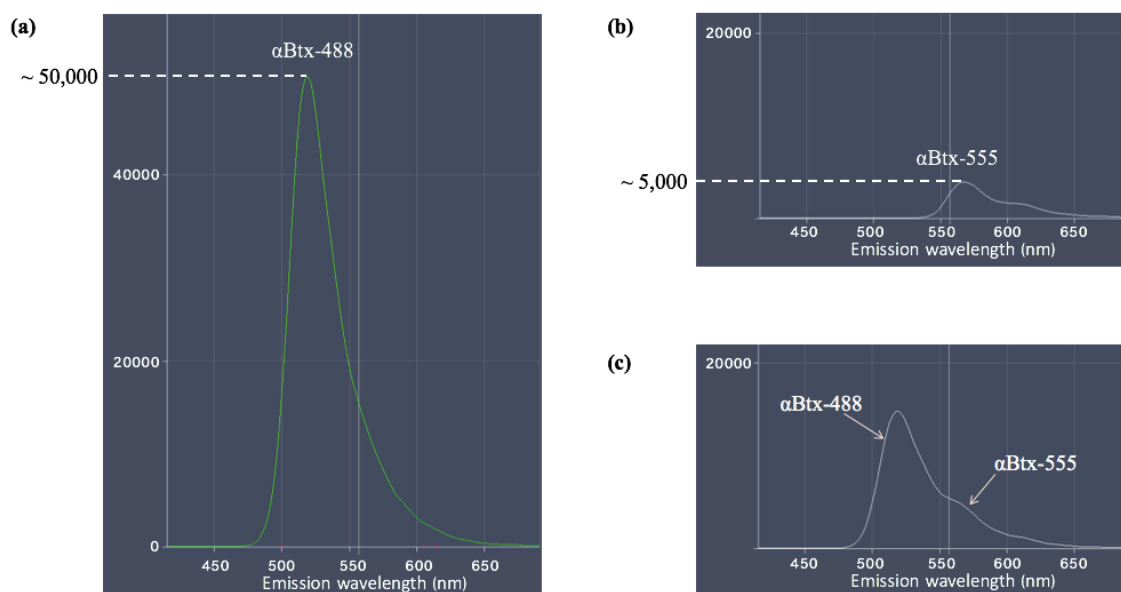 (a)
αBtx-488
~ 50,000
40000
20000
0
450 500 550 600 650
Emission wavelength (nm)
(b)
20000
αBtx-555
~ 5,000
450 500 550 600 650
Emission wavelength (nm)
(c)
20000
αBtx-488
αBtx-555
450 500 550 600 650
Emission wavelength (nm)